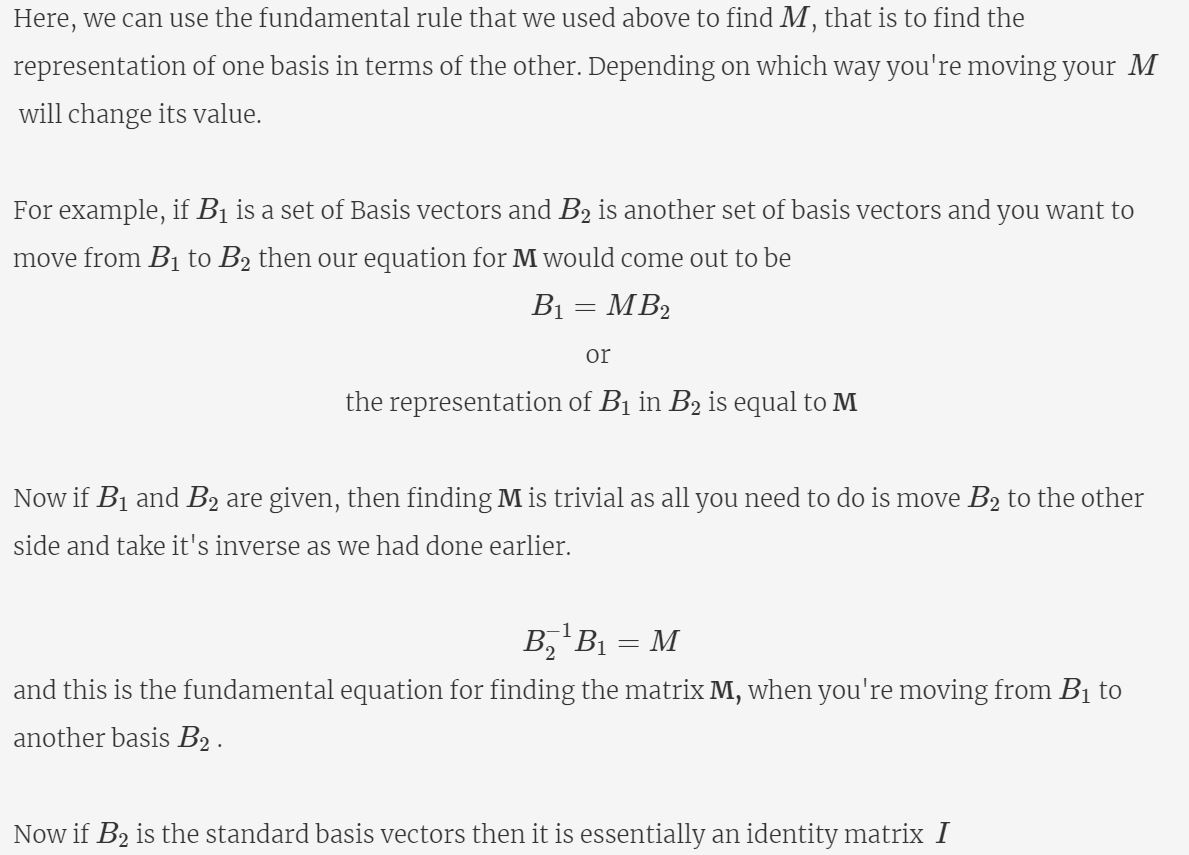 Here, we can use the fundamental rule that we used above to find M, that is to find the
representation of one basis in terms of the other. Depending on which way you're moving your M
will change its value.
For example, if B₁ is a set of Basis vectors and B₂ is another set of basis vectors and you want to
move from B₁ to B₂ then our equation for M would come out to be
B₁ = MB₂
or
the representation of B₁ in B₂ is equal to M
Now if B₁ and B₂ are given, then finding M is trivial as all you need to do is move B₂ to the other
side and take it's inverse as we had done earlier.
B₂⁻¹B₁ = M
and this is the fundamental equation for finding the matrix M, when you're moving from B₁ to
another basis B₂ .
Now if B₂ is the standard basis vectors then it is essentially an identity matrix I